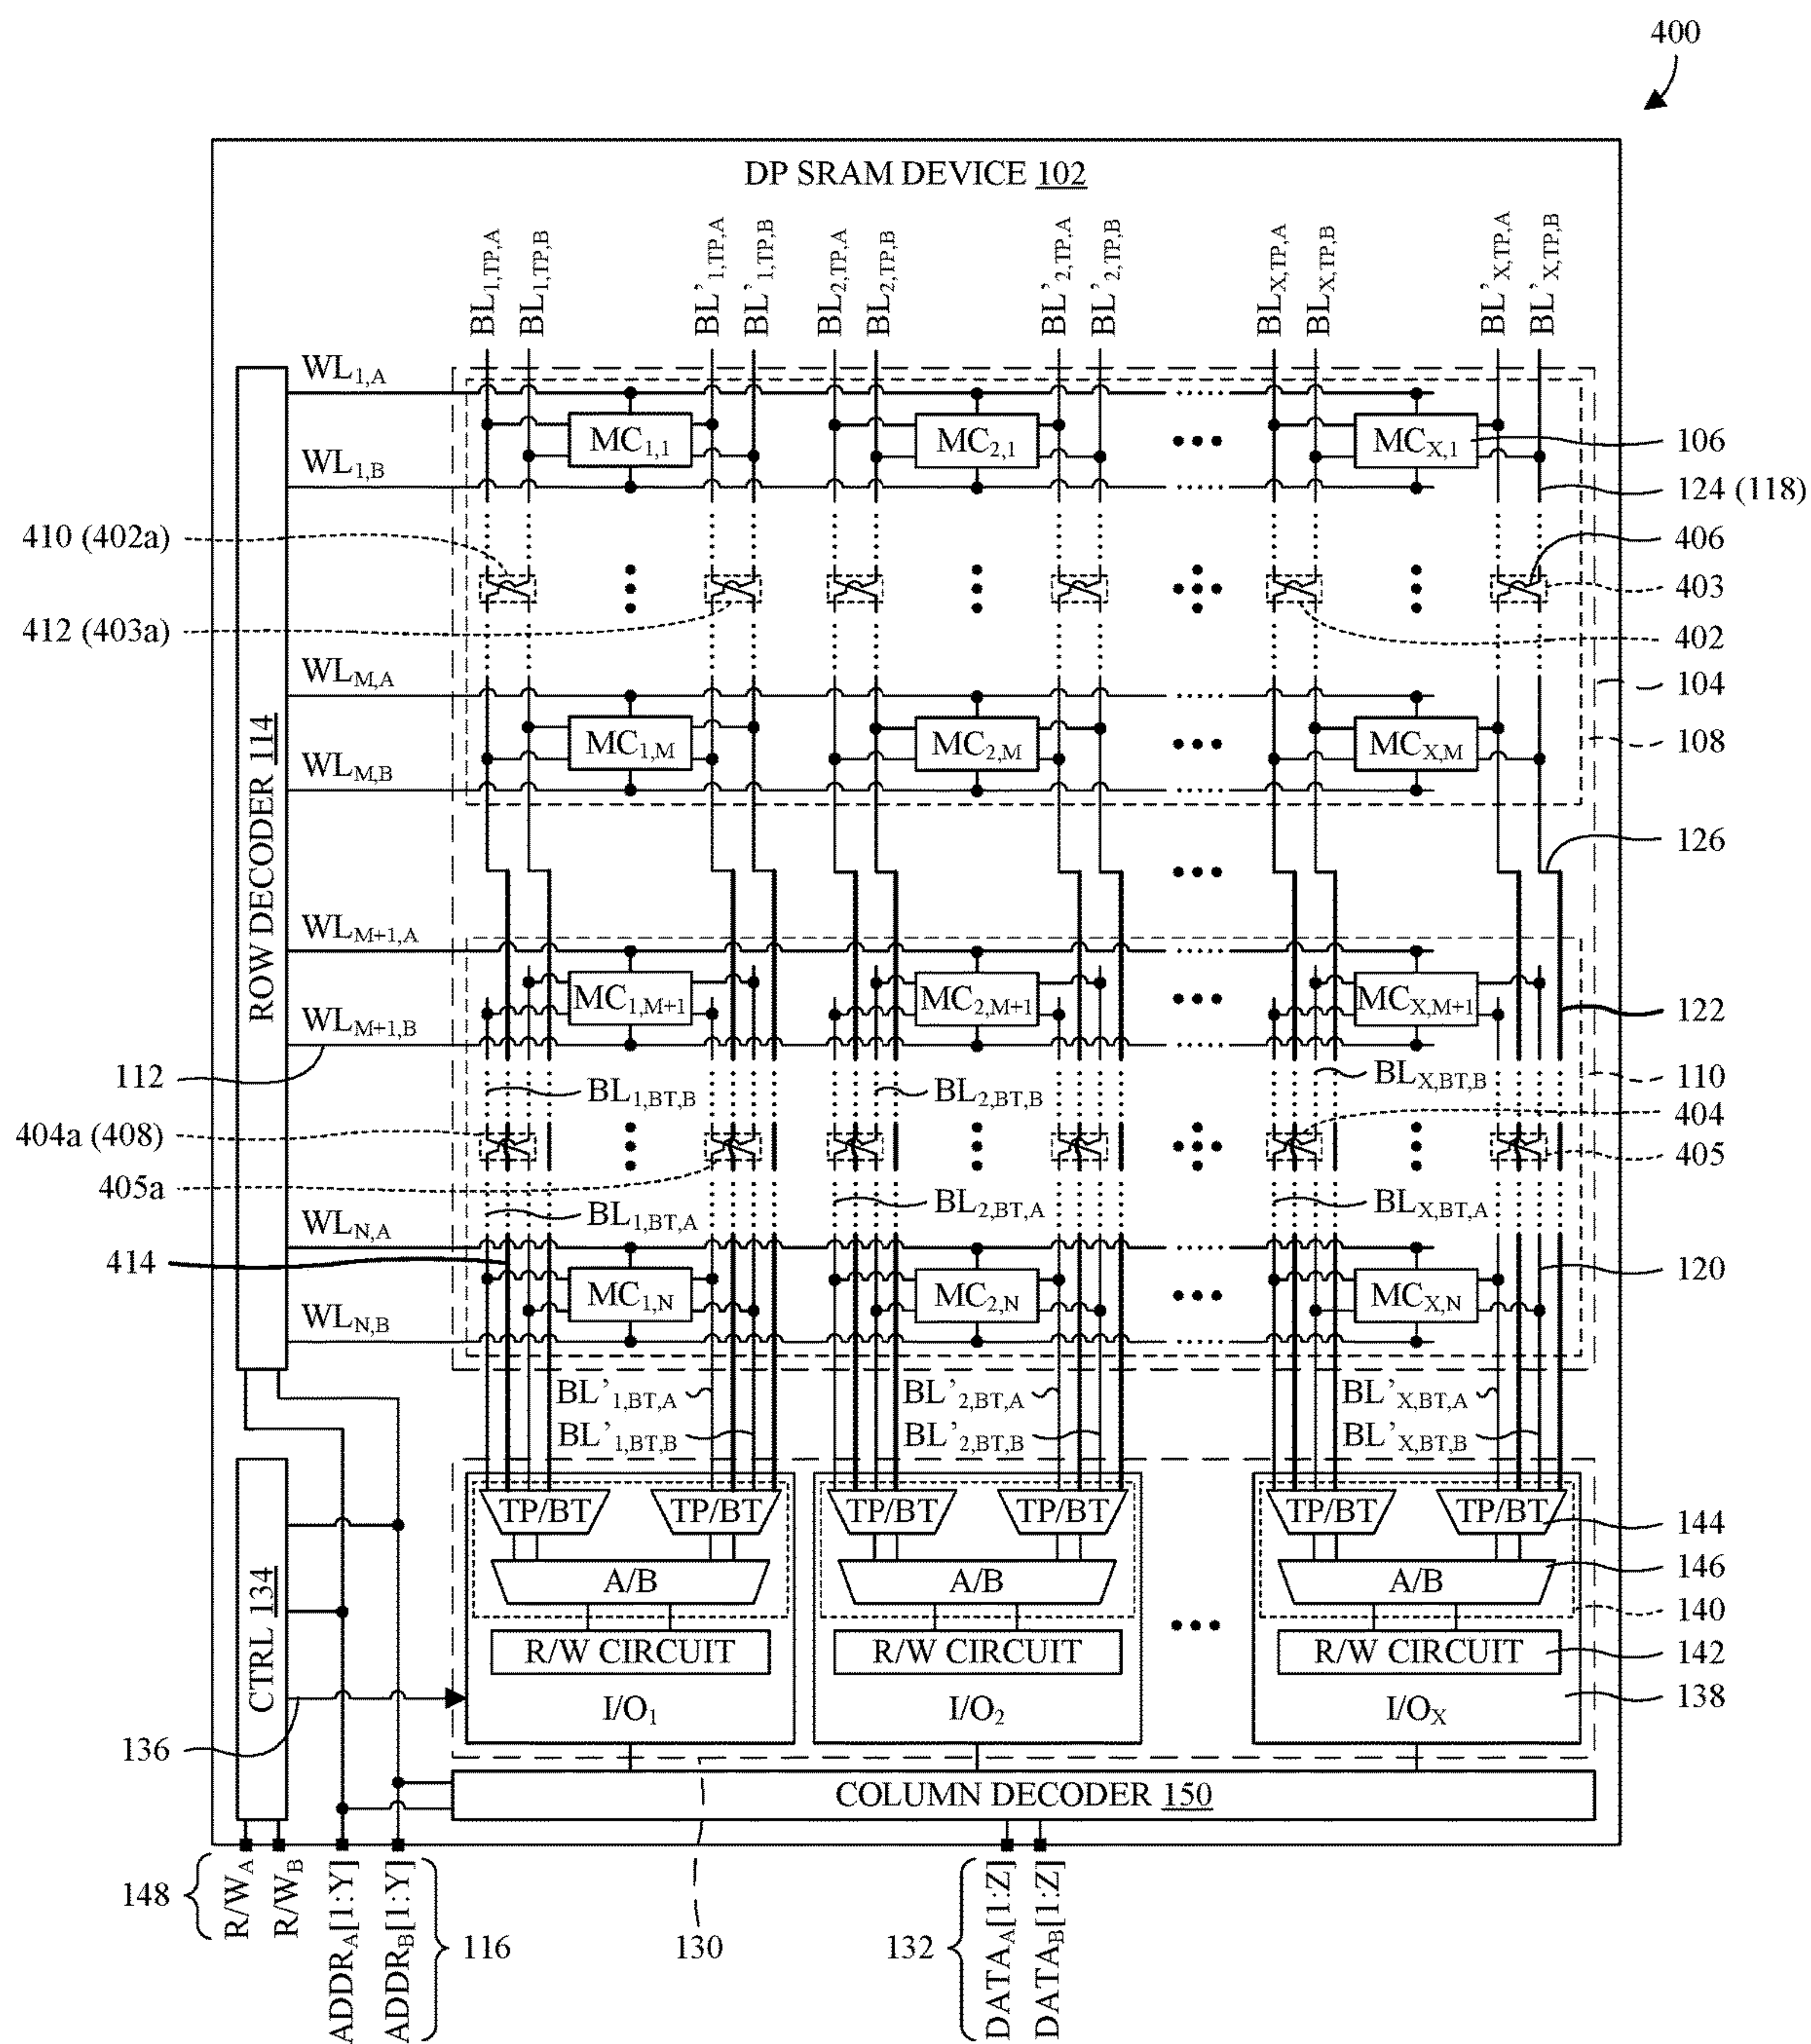 400
DP SRAM DEVICE 102
BL1,TP,A
BL1,TP,B
BL'1,TP,A
BL'1,TP,B
BL2,TP,A
BL2,TP,B
BL'2,TP,A
BL'2,TP,B
BLX,TP,A
BLX,TP,B
BL'X,TP,A
BL'X,TP,B
WL1,A
MC1,1 MC2,1 MCX,1 106
WL1,B
124 (118)
410 (402a)
406
403
412 (403a)
402
WLM,A
104
ROW DECODER 114
MC1,M MC2,M MCX,M 108
WLM,B
126
WLM+1,A
MC1,M+1 MC2,M+1 MCX,M+1
WLM+1,B
122
112
BL1,BT,B BL2,BT,B BLX,BT,B 110
404a (408)
404
405a
405
BL1,BT,A BL2,BT,A BLX,BT,A
WLN,A
414
120
MC1,N MC2,N MCX,N
WLN,B
BL'1,BT,A BL'2,BT,A BL'X,BT,A
BL'1,BT,B BL'2,BT,B BL'X,BT,B
TP/BT TP/BT TP/BT TP/BT TP/BT TP/BT 144
A/B A/B A/B 146
CTRL 134
140
R/W CIRCUIT R/W CIRCUIT R/W CIRCUIT 142
I/O1 I/O2 I/OX 138
136
COLUMN DECODER 150
148
R/WA
R/WB
ADDRA[1:Y]
ADDRB[1:Y]
116
130
132
DATAA[1:Z]
DATAB[1:Z]